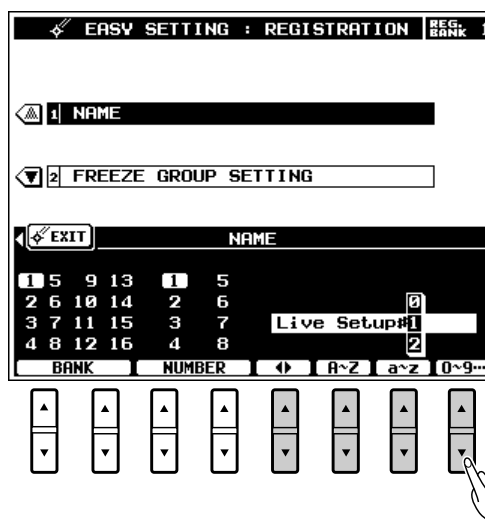 EASY SETTING : REGISTRATION REG. BANK 1
1 NAME
2 FREEZE GROUP SETTING
EXIT NAME
1 5 9 13 1 5
2 6 10 14 2 6 0
3 7 11 15 3 7 Live Setup#1
4 8 12 16 4 8 2
BANK NUMBER A~Z a~z 0~9···